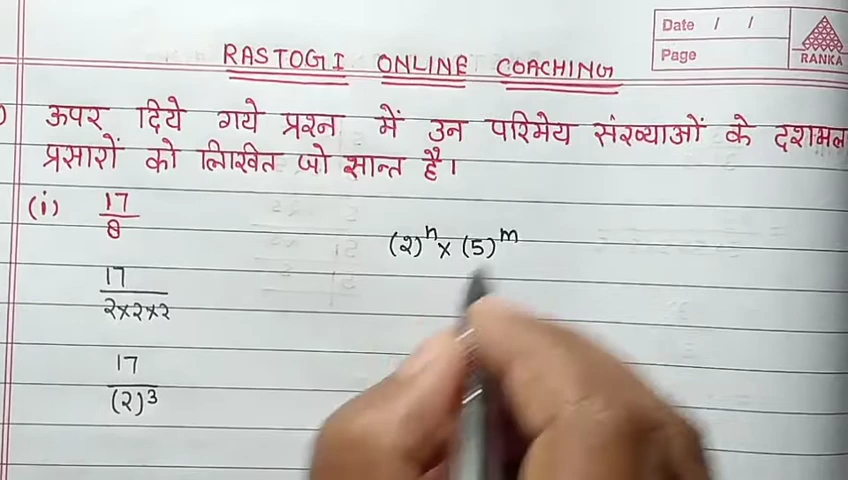 Date / /
Page
RANKA
RASTOGI ONLINE COACHING
ऊपर दिये गये प्रश्न में उन परिमेय संख्याओं के दशमल
प्रसारों को लिखित जो सान्त है।
(i) 17/8
(2)^n × (5)^m
17/2×2×2
17/(2)^3